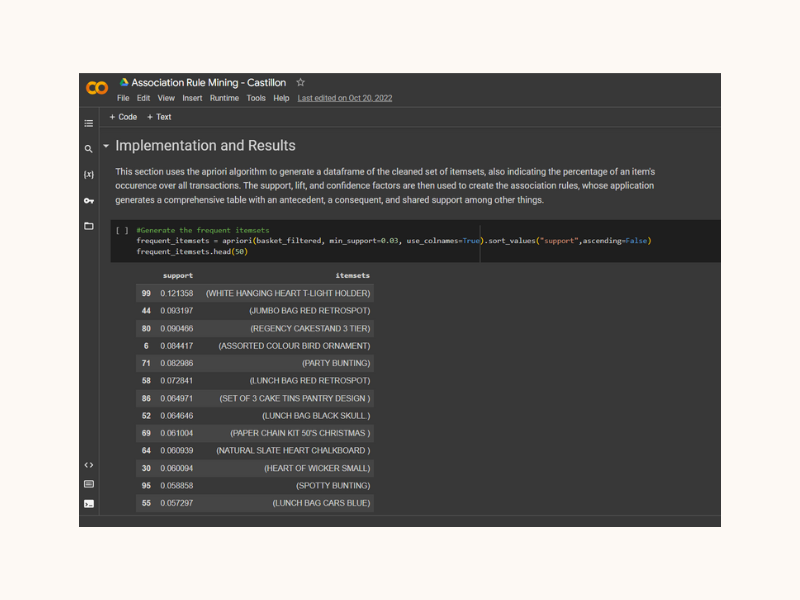 Association Rule Mining - Castillon
File Edit View Insert Runtime Tools Help Last edited on Oct 20, 2022
+ Code + Text
Implementation and Results
This section uses the apriori algorithm to generate a dataframe of the cleaned set of itemsets, also indicating the percentage of an item's
occurence over all transactions. The support, lift, and confidence factors are then used to create the association rules, whose application
generates a comprehensive table with an antecedent, a consequent, and shared support among other things.
[ ] #Generate the frequent itemsets
frequent_itemsets = apriori(basket_filtered, min_support=0.03, use_colnames=True).sort_values("support",ascending=False)
frequent_itemsets.head(50)
support itemsets
99 0.121358 (WHITE HANGING HEART T-LIGHT HOLDER)
44 0.093197 (JUMBO BAG RED RETROSPOT)
80 0.090466 (REGENCY CAKESTAND 3 TIER)
6 0.084417 (ASSORTED COLOUR BIRD ORNAMENT)
71 0.082986 (PARTY BUNTING)
58 0.072841 (LUNCH BAG RED RETROSPOT)
86 0.064971 (SET OF 3 CAKE TINS PANTRY DESIGN )
52 0.064646 (LUNCH BAG BLACK SKULL )
69 0.061004 (PAPER CHAIN KIT 50'S CHRISTMAS )
64 0.060939 (NATURAL SLATE HEART CHALKBOARD )
30 0.060094 (HEART OF WICKER SMALL)
95 0.058858 (SPOTTY BUNTING)
55 0.057297 (LUNCH BAG CARS BLUE)